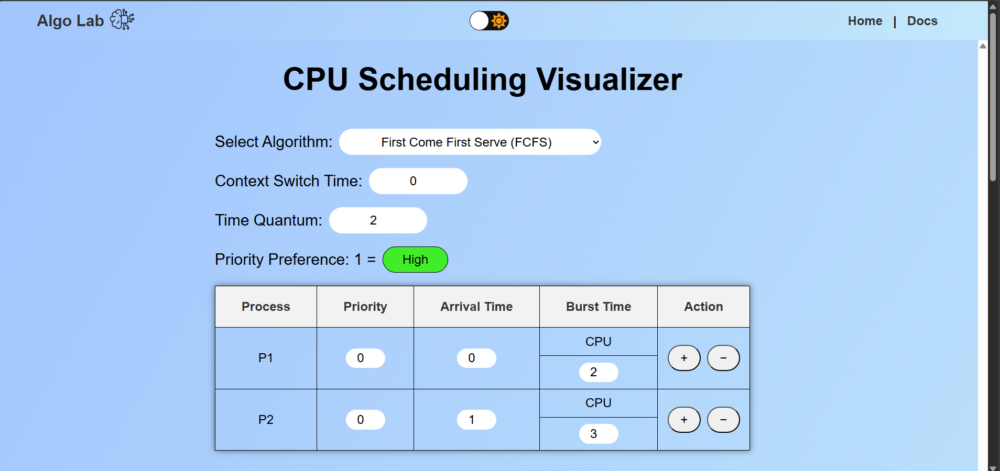 Algo Lab
Home | Docs
CPU Scheduling Visualizer
Select Algorithm: First Come First Serve (FCFS)
Context Switch Time: 0
Time Quantum: 2
Priority Preference: 1 = High
Process Priority Arrival Time Burst Time Action
CPU
P1 0 0 + −
2
CPU
P2 0 1 + −
3